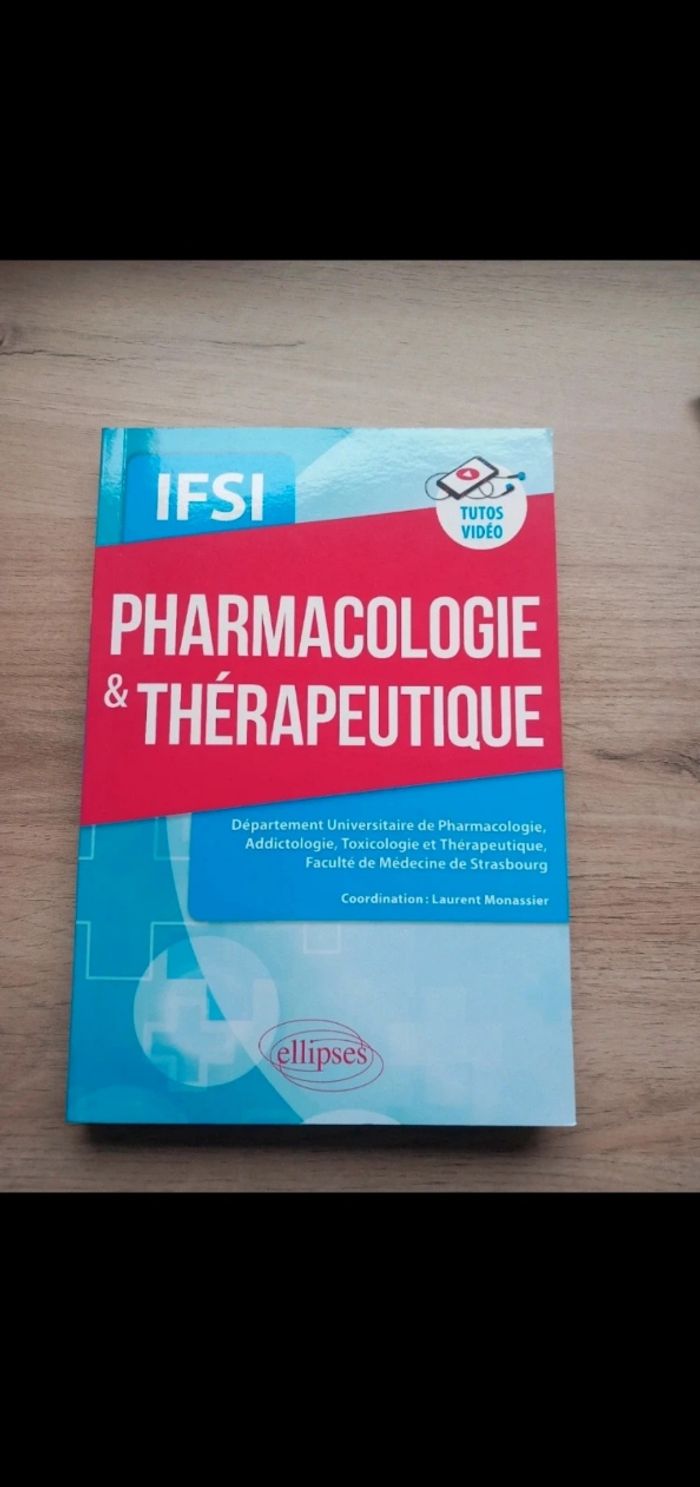 IFSI
TUTOS
VIDÉO
PHARMACOLOGIE
& THÉRAPEUTIQUE
Département Universitaire de Pharmacologie,
Addictologie, Toxicologie et Thérapeutique,
Faculté de Médecine de Strasbourg
Coordination : Laurent Monassier
ellipses